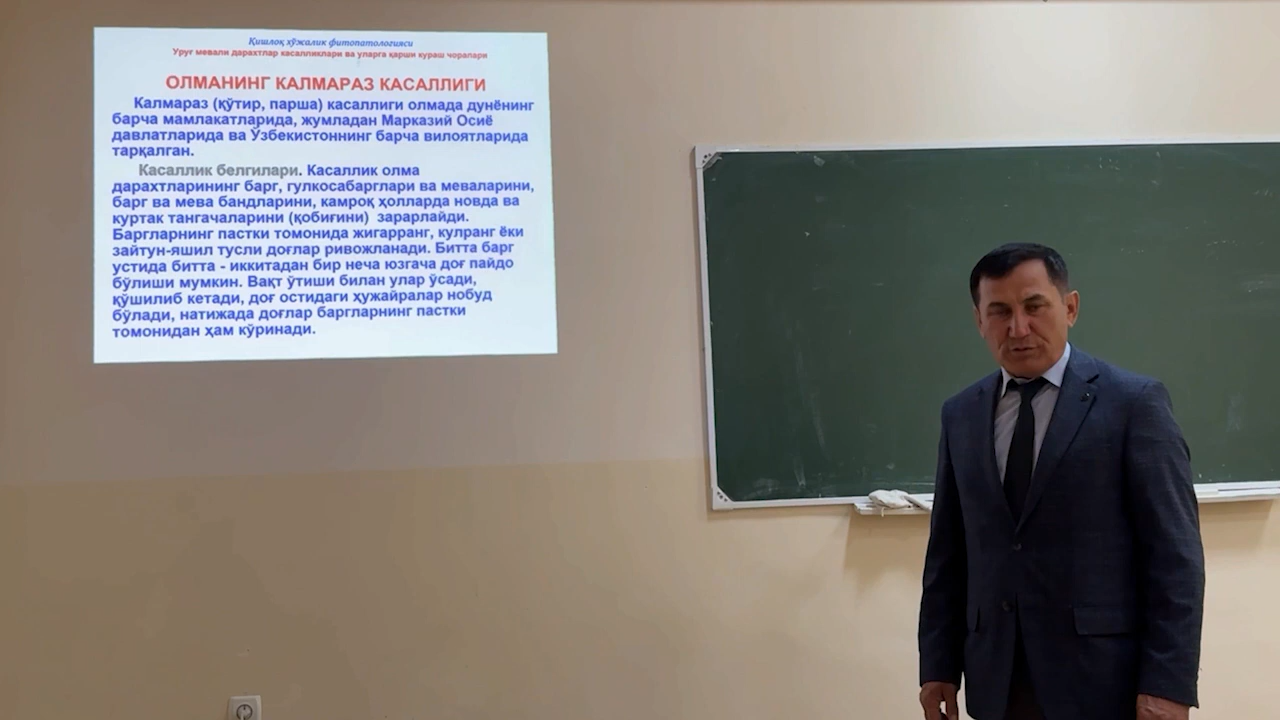 Қишлоқ хўжалик фитопатологияси
Уруғ мевали дарахтлар касалликлари ва уларга қарши кураш чоралари
ОЛМАНИНГ КАЛМАРАЗ КАСАЛЛИГИ
Калмараз (қўтир, парша) касаллиги олмада дунёнинг
барча мамлакатларида, жумладан Марказий Осиё
давлатларида ва Ўзбекистоннинг барча вилоятларида
тарқалган.
Касаллик белгилари. Касаллик олма
дарахтларининг барг, гулкосабарглари ва меваларини,
барг ва мева бандларини, камроқ ҳолларда новда ва
куртак тангачаларини (қобиғини) зарарлайди.
Баргларнинг пастки томонида жигарранг, кулранг ёки
зайтун-яшил тусли доғлар ривожланади. Битта барг
устида битта - иккитадан бир неча юзгача доғ пайдо
бўлиши мумкин. Вақт ўтиши билан улар ўсади,
қўшилиб кетади, доғ остидаги ҳужайралар нобуд
бўлади, натижада доғлар баргларнинг пастки
томонидан ҳам кўринади.